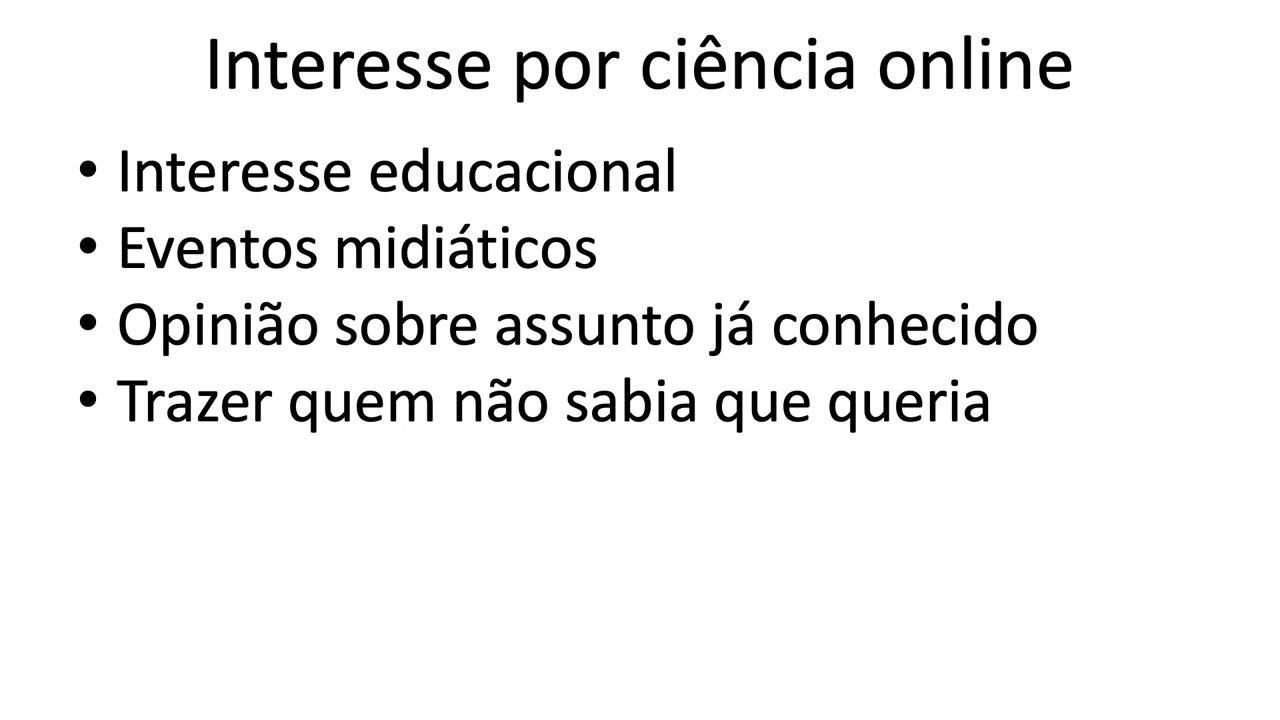 Interesse por ciência online
• Interesse educacional
• Eventos midiáticos
• Opinião sobre assunto já conhecido
• Trazer quem não sabia que queria